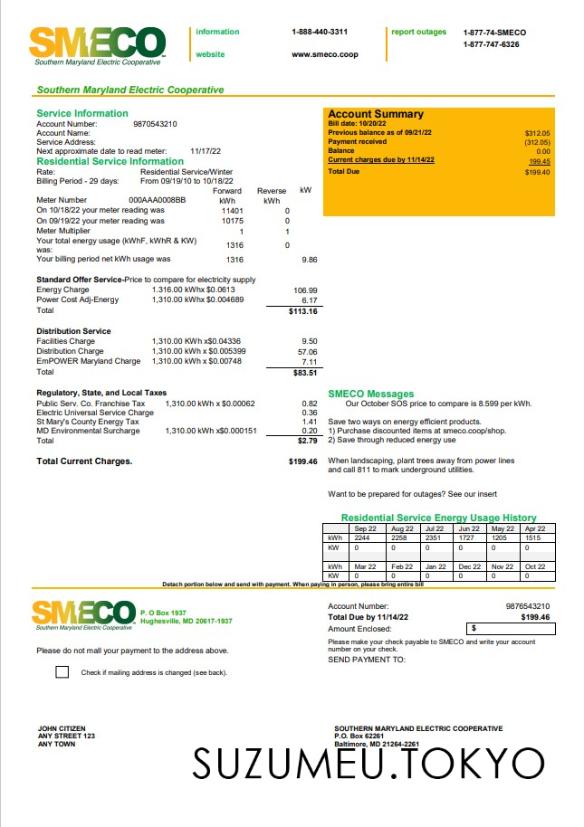 SMECO
Southern Maryland Electric Cooperative
information 1-888-440-3311
website www.smeco.coop
report outages 1-877-74-SMECO
1-877-747-6326
Southern Maryland Electric Cooperative
Service Information
Account Number: 9870543210
Account Name:
Service Address:
Next approximate date to read meter: 11/17/22
Residential Service Information
Rate: Residential Service/Winter
Billing Period - 29 days: From 09/19/10 to 10/18/22
Forward Reverse kW
Meter Number 000AAA0008BB kWh kWh
On 10/18/22 your meter reading was 11401 0
On 09/19/22 your meter reading was 10175 0
Meter Multiplier 1 1
Your total energy usage (kWhF, kWhR & KW)
was: 1316 0
Your billing period net kWh usage was 1316 9.86
Standard Offer Service-Price to compare for electricity supply
Energy Charge 1.316.00 kWhx $0.0613 106.99
Power Cost Adj-Energy 1,310.00 kWhx $0.004689 6.17
Total $113.16
Distribution Service
Facilities Charge 1,310.00 KWh x$0.04336 9.50
Distribution Charge 1,310.00 kWh x $0.005399 57.06
EmPOWER Maryland Charge 1,310.00 kWh x $0.00748 7.11
Total $83.51
Regulatory, State, and Local Taxes
Public Serv. Co. Franchise Tax 1,310.00 kWh x $0.00062 0.82
Electric Universal Service Charge 0.36
St Mary's County Energy Tax 1.41
MD Environmental Surcharge 1,310.00 kWh x$0.000151 0.20
Total $2.79
Total Current Charges. $199.46
Account Summary
Bill date: 10/20/22
Previous balance as of 09/21/22 $312.05
Payment received (312.05)
Balance 0.00
Current charges due by 11/14/22 199.45
Total Due $199.40
SMECO Messages
Our October SOS price to compare is 8.599 per kWh.
Save two ways on energy efficient products.
1) Purchase discounted items at smeco.coop/shop.
2) Save through reduced energy use
When landscaping, plant trees away from power lines
and call 811 to mark underground utilities.
Want to be prepared for outages? See our insert
Residential Service Energy Usage History
Sep 22 Aug 22 Jul 22 Jun 22 May 22 Apr 22
kWh 2244 2258 2351 1727 1205 1515
KW 0 0 0 0 0 0
kWh Mar 22 Feb 22 Jan 22 Dec 22 Nov 22 Oct 22
KW 0 0 0 0 0 0
Detach portion below and send with payment. When paying in person, please bring entire bill
SMECO
Southern Maryland Electric Cooperative
P. O Box 1937
Hughesville, MD 20617-1937
Please do not mall your payment to the address above.
Check if mailing address is changed (see back).
Account Number: 9876543210
Total Due by 11/14/22 $199.46
Amount Enclosed: $
Please make your check payable to SMECO and write your account
number on your check.
SEND PAYMENT TO:
JOHN CITIZEN
ANY STREET 123
ANY TOWN
SOUTHERN MARYLAND ELECTRIC COOPERATIVE
P.O. Box 62261
Baltimore, MD 21264-2261
SUZUMEU.TOKYO